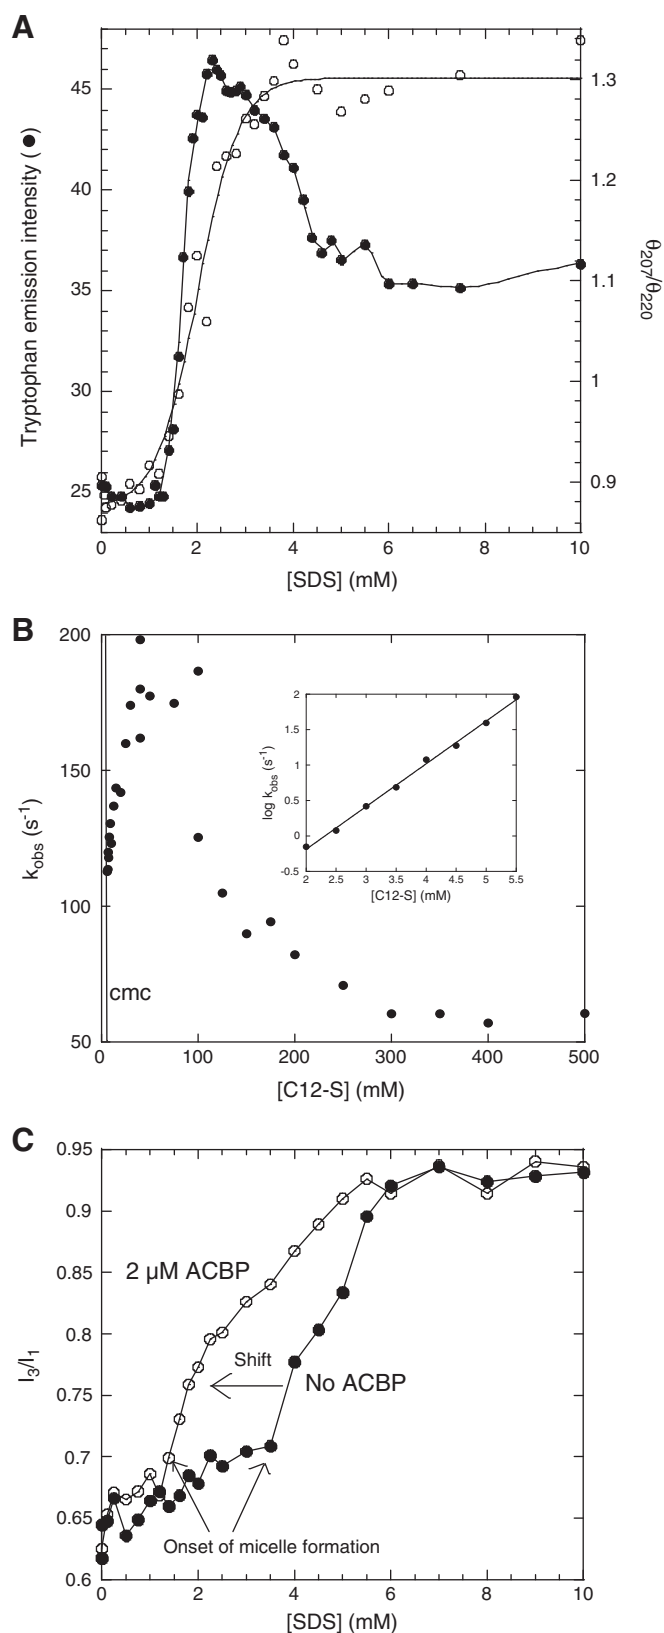 A
Tryptophan emission intensity (●)
45
40
35
30
25
1.3
1.2
1.1
1
0.9
θ207/θ220
0 2 4 6 8 10
[SDS] (mM)
B
kobs (s-1)
200
150
100
50
cmc
log kobs (s-1)
2
1.5
1
0.5
0
-0.5
2 2.5 3 3.5 4 4.5 5 5.5
[C12-S] (mM)
0 100 200 300 400 500
[C12-S] (mM)
C
I3/I1
0.95
0.9
0.85
0.8
0.75
0.7
0.65
0.6
2 µM ACBP
Shift
No ACBP
Onset of micelle formation
0 2 4 6 8 10
[SDS] (mM)